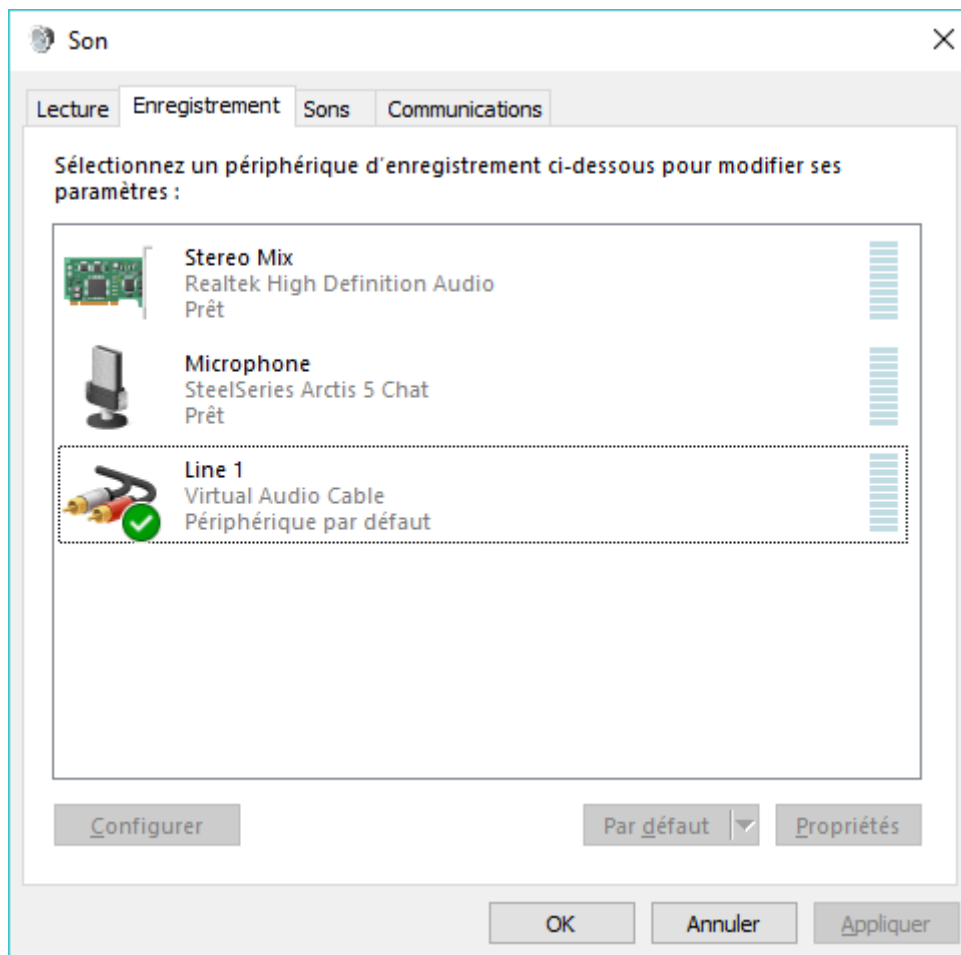 Son
Lecture Enregistrement Sons Communications
Sélectionnez un périphérique d'enregistrement ci-dessous pour modifier ses
paramètres :
Stereo Mix
Realtek High Definition Audio
Prêt
Microphone
SteelSeries Arctis 5 Chat
Prêt
Line 1
Virtual Audio Cable
Périphérique par défaut
Configurer Par défaut Propriétés
OK Annuler Appliquer